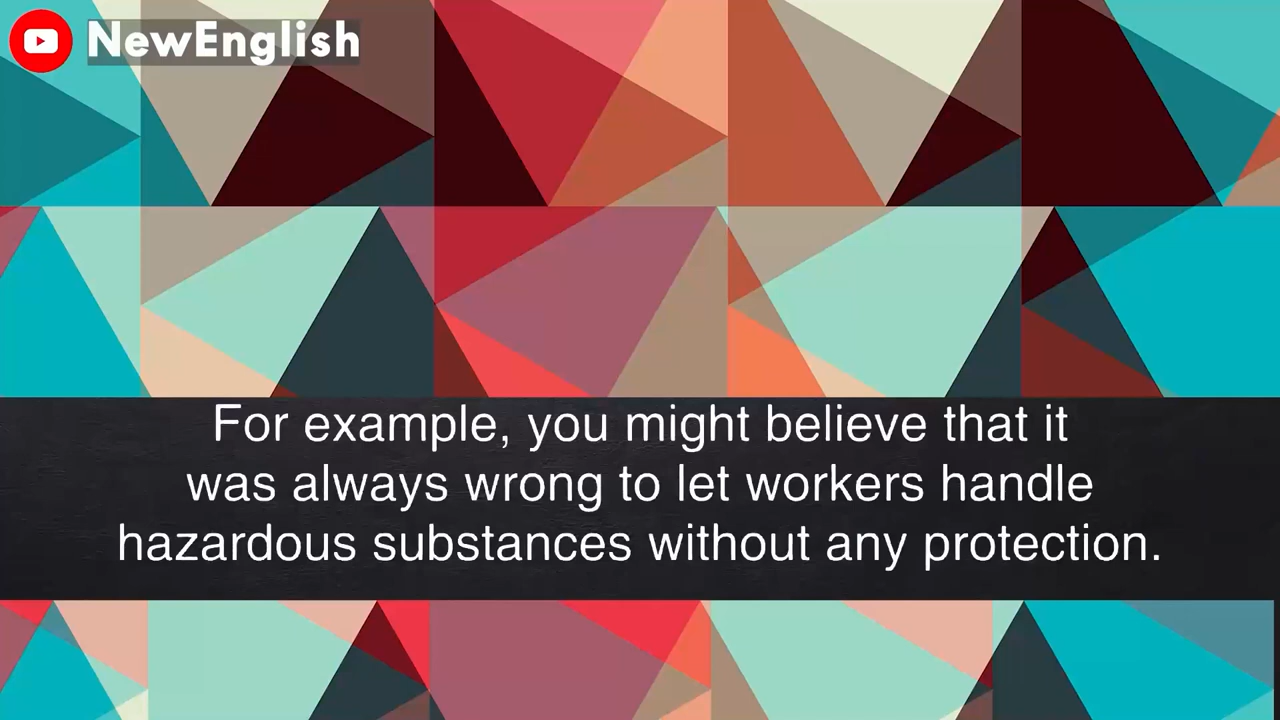 NewEnglish
For example, you might believe that it
was always wrong to let workers handle
hazardous substances without any protection.